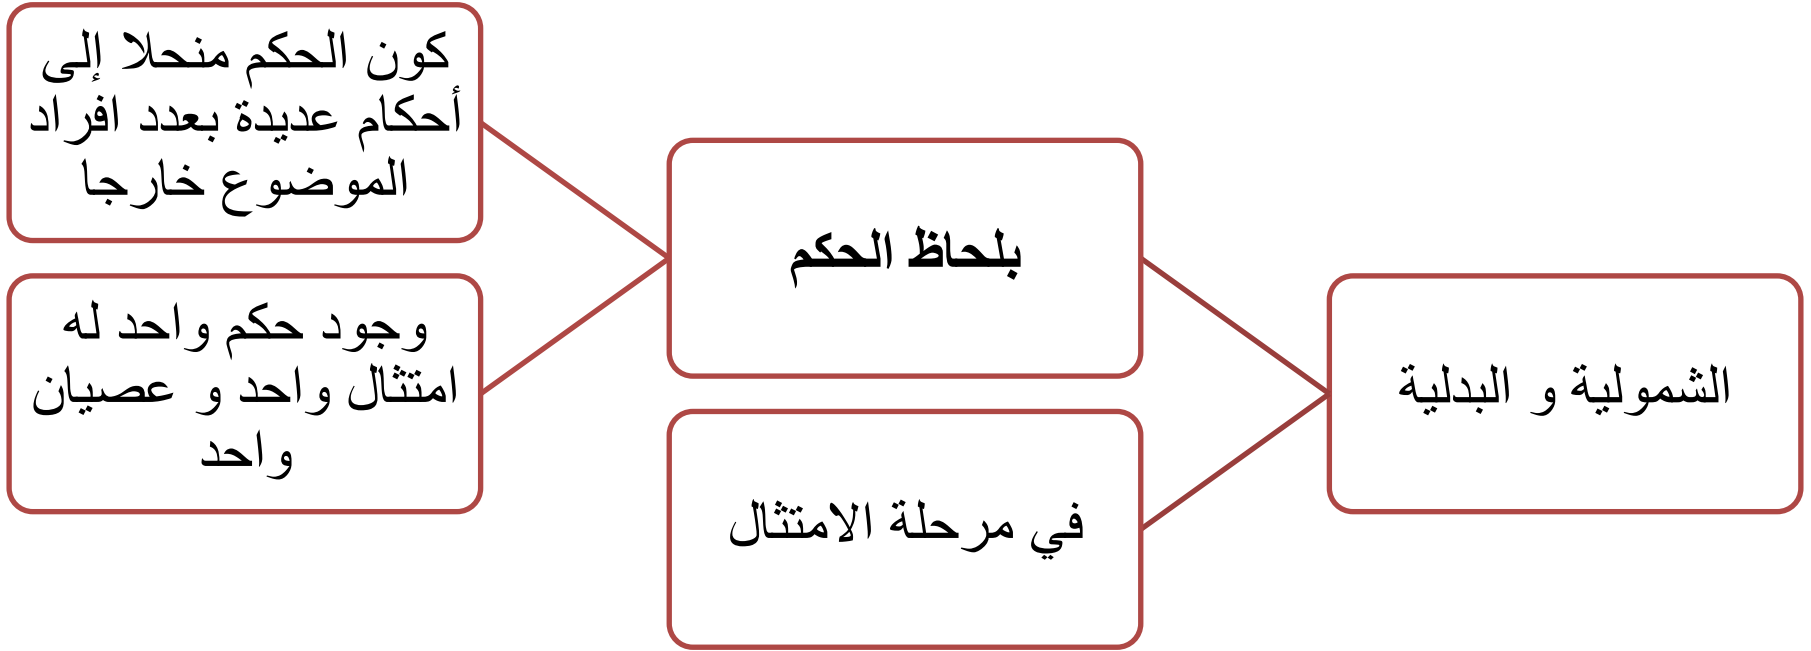 الشمولية و البدلية
بلحاظ الحكم
كون الحكم منحلا إلى
أحكام عديدة بعدد افراد
الموضوع خارجا
وجود حكم واحد له
امتثال واحد و عصيان
واحد
في مرحلة الامتثال